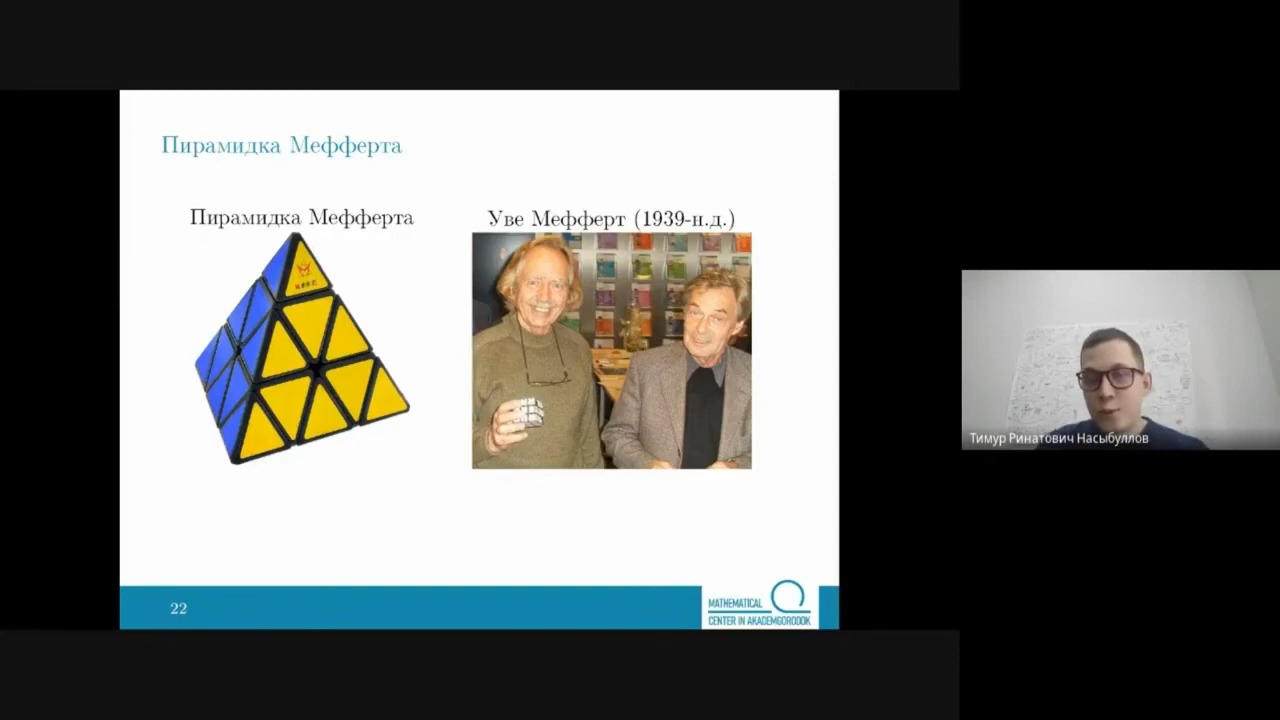 Пирамидка Мефферта
Пирамидка Мефферта
Уве Мефферт (1939-н.д.)
Тимур Ринатович Насыбуллов
22
MATHEMATICAL
CENTER IN AKADEMGORODOK